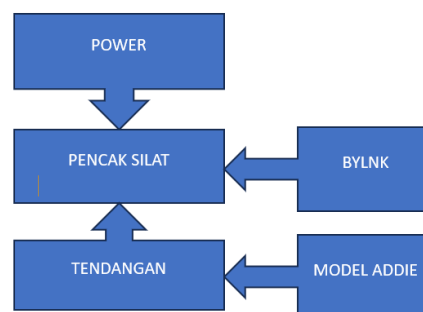 POWER
PENCAK SILAT
BYLNK
TENDANGAN
MODEL ADDIE